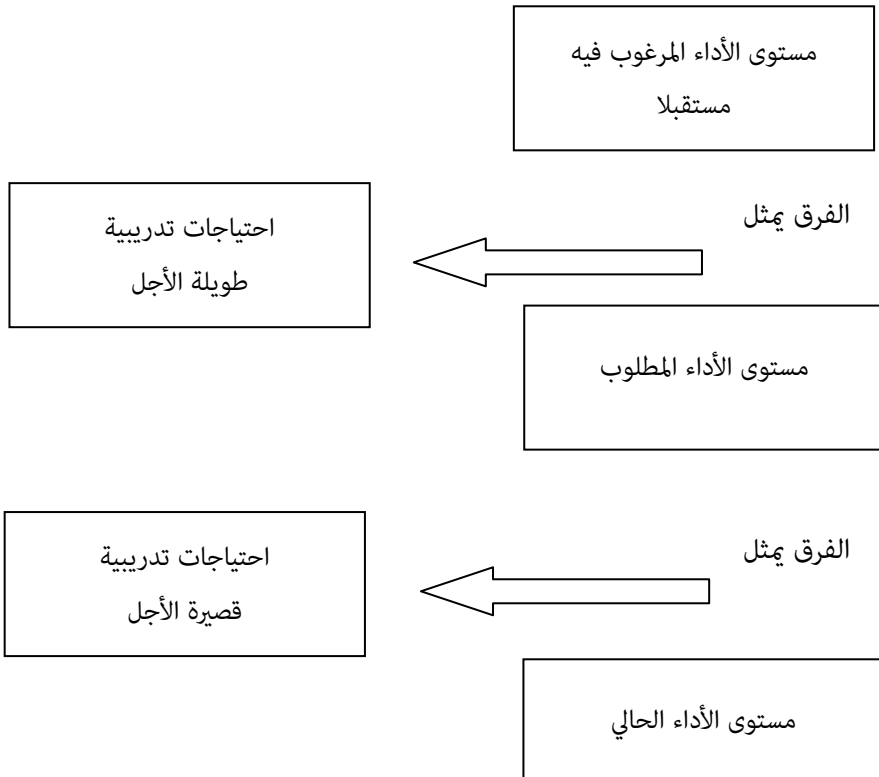 مستوى الأداء المرغوب فيه
مستقبلا
الفرق يمثل
احتياجات تدريبية
طويلة الأجل
مستوى الأداء المطلوب
الفرق يمثل
احتياجات تدريبية
قصيرة الأجل
مستوى الأداء الحالي